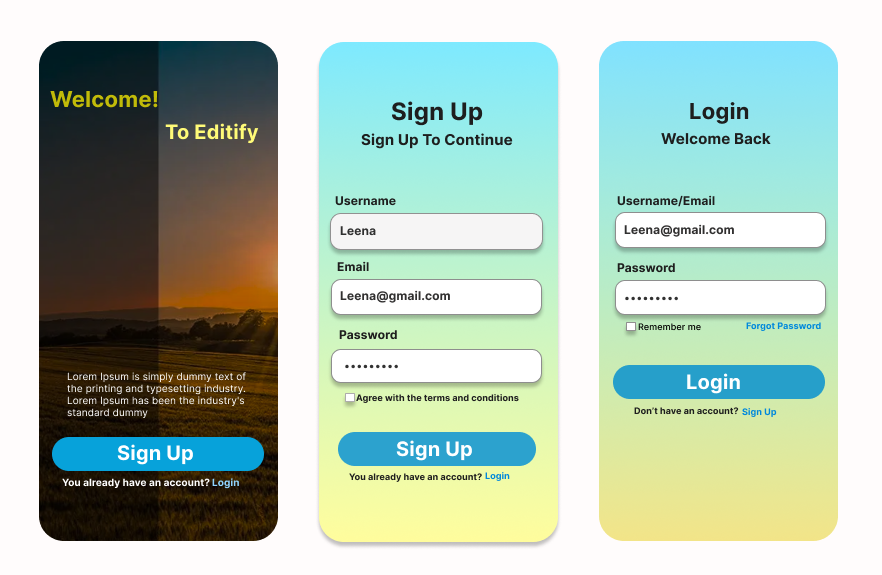 Welcome!
To Editify
Lorem Ipsum is simply dummy text of
the printing and typesetting industry.
Lorem Ipsum has been the industry's
standard dummy
Sign Up
You already have an account? Login
Sign Up
Sign Up To Continue
Username
Leena
Email
Leena@gmail.com
Password
•••••••••
Agree with the terms and conditions
Sign Up
You already have an account? Login
Login
Welcome Back
Username/Email
Leena@gmail.com
Password
•••••••••
Remember me Forgot Password
Login
Don't have an account? Sign Up